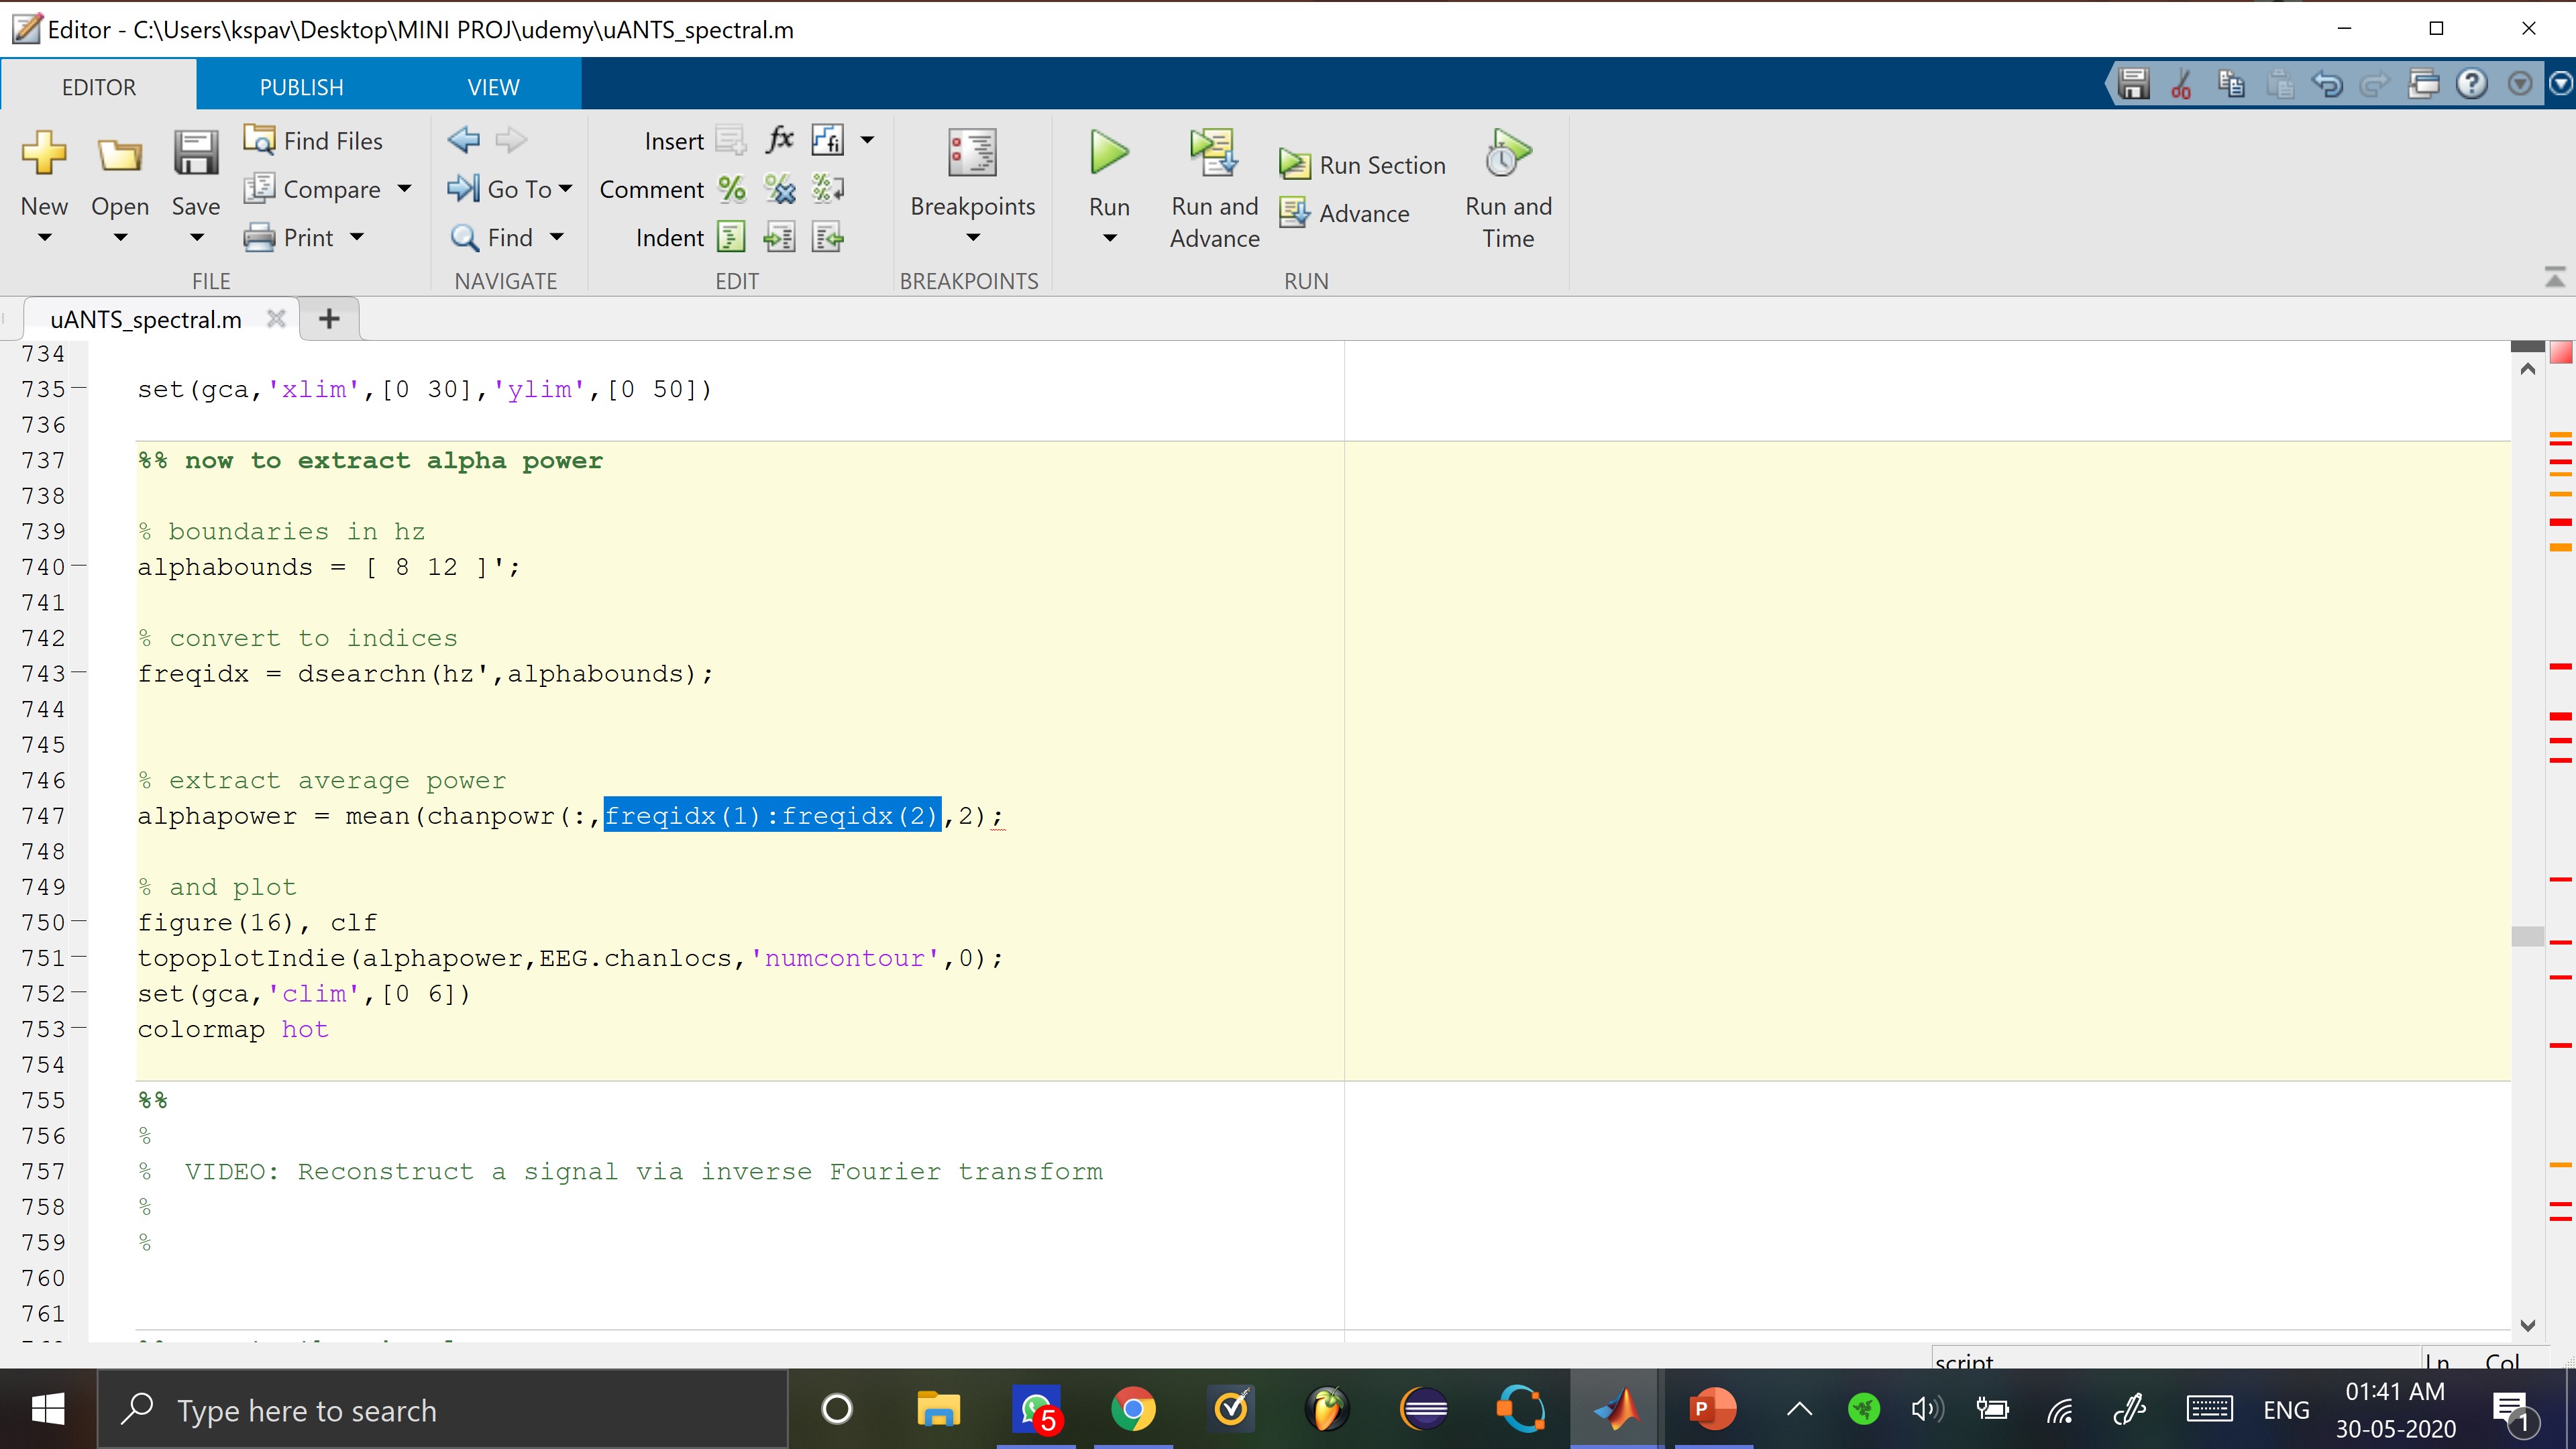 Editor - C:\Users\kspav\Desktop\MINI PROJ\udemy\uANTS_spectral.m
EDITOR PUBLISH VIEW
New
Open
Save
Find Files
Compare
Print
FILE
Go To
Find
NAVIGATE
Insert fx fi
Comment
Indent
EDIT
Breakpoints
BREAKPOINTS
Run
Run and Advance
Run Section
Advance
Run and Time
RUN
uANTS_spectral.m
734
735 set(gca,'xlim',[0 30],'ylim',[0 50])
736
737 %% now to extract alpha power
738
739 % boundaries in hz
740 alphabounds = [ 8 12 ]';
741
742 % convert to indices
743 freqidx = dsearchn(hz',alphabounds);
744
745
746 % extract average power
747 alphapower = mean(chanpowr(:,freqidx(1):freqidx(2),2);
748
749 % and plot
750 figure(16), clf
751 topoplotIndie(alphapower,EEG.chanlocs,'numcontour',0);
752 set(gca,'clim',[0 6])
753 colormap hot
754
755 %%
756 %
757 % VIDEO: Reconstruct a signal via inverse Fourier transform
758 %
759 %
760
761
script Ln Col
Type here to search
5
P
ENG
01:41 AM
30-05-2020
1